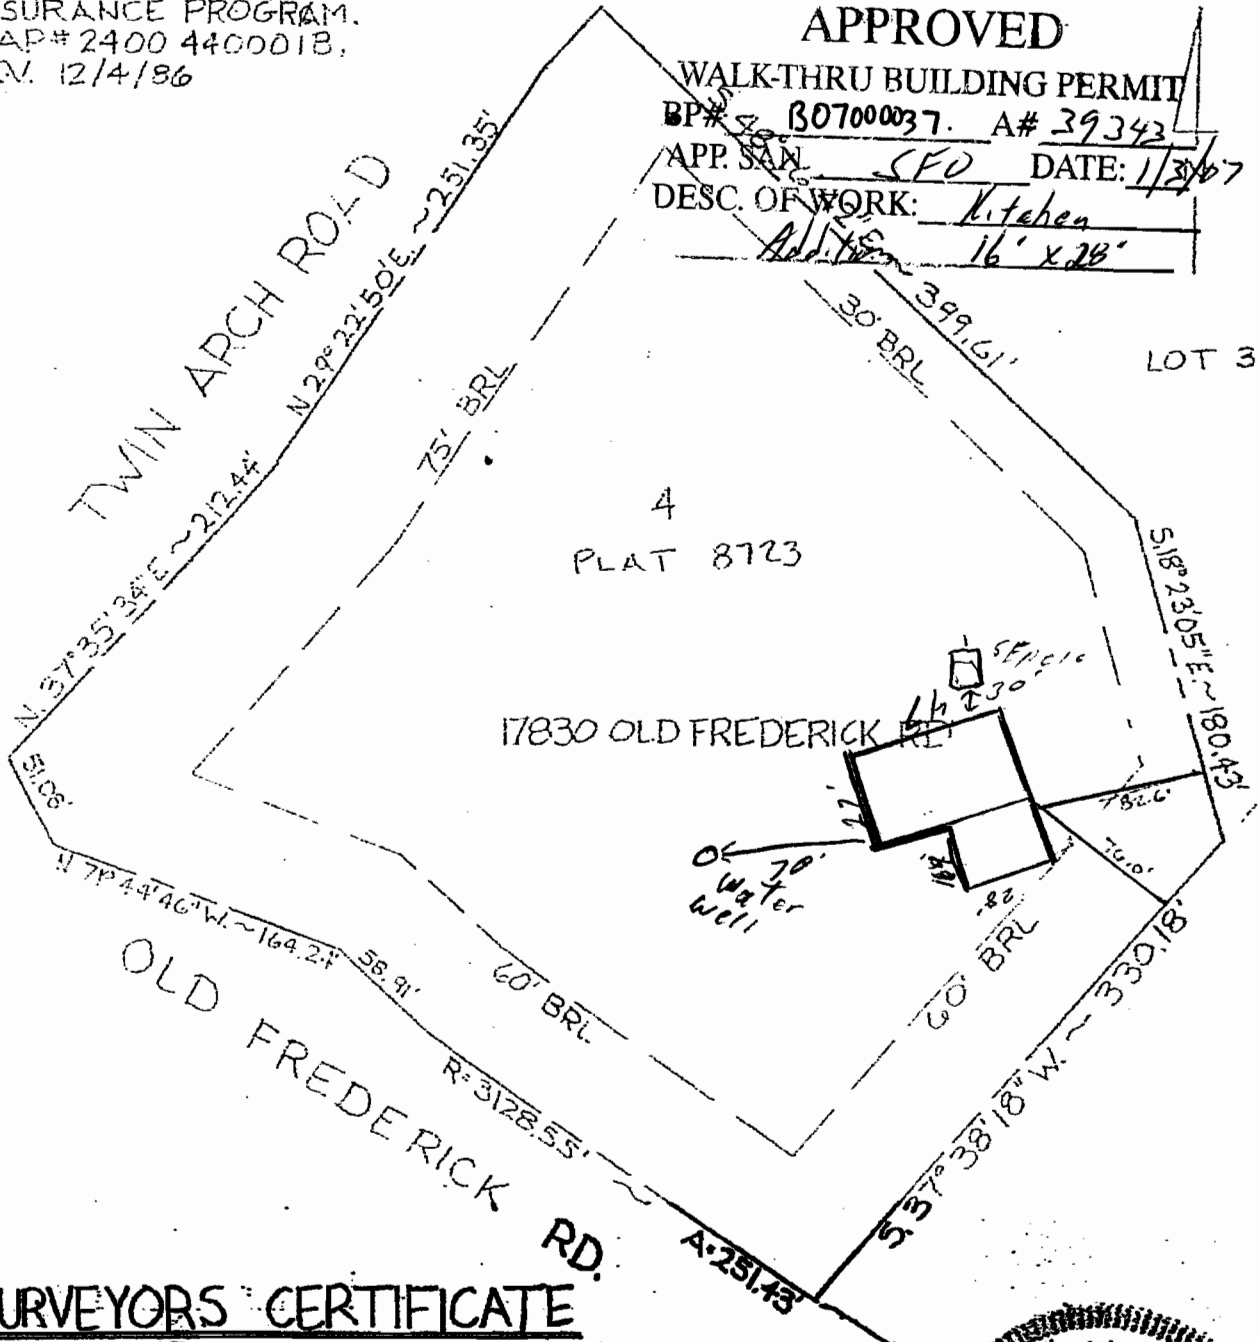 SURANCE PROGRAM.
AP# 2400 440001B,
V. 12/4/86
APPROVED
WALK-THRU BUILDING PERMIT
BP# B07000037. A# 39343
APP. SAN. SFD DATE: 1/3/07
DESC. OF WORK: Kitchen
Addition 16' x 28'
TWIN ARCH ROAD
N 29° 22' 50" E. ~ 251.35'
399.61'
30' BRL
LOT 3
75' BRL
4
PLAT 8723
N. 37° 35' 34" E ~ 212.44'
S. 18° 23' 05" E. ~ 180.43'
SEPTIC
30'
17830 OLD FREDERICK RD
51.06'
82.6'
70'
Water
Well
28'
76.0'
60' BRL
N 71° 44' 46" W. ~ 164.24
58.91'
OLD FREDERICK RD.
60' BRL
R=3128.55' ~ A=251.43'
S. 37° 38' 18" W. ~ 330.18'
URVEYORS CERTIFICATE